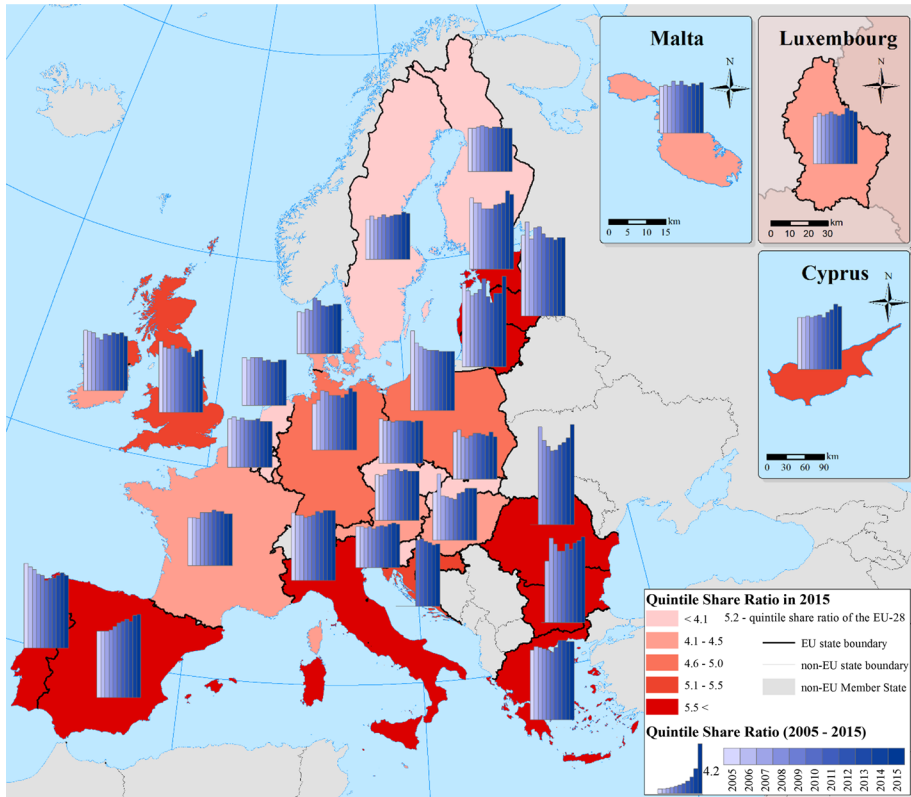 Malta
N
km
0 5 10 15
Luxembourg
N
km
0 10 20 30
Cyprus
N
km
0 30 60 90
Quintile Share Ratio in 2015
< 4.1
4.1 - 4.5
4.6 - 5.0
5.1 - 5.5
5.5 <
5.2 - quintile share ratio of the EU-28
EU state boundary
non-EU state boundary
non-EU Member State
Quintile Share Ratio (2005 - 2015)
4.2
2005
2006
2007
2008
2009
2010
2011
2012
2013
2014
2015